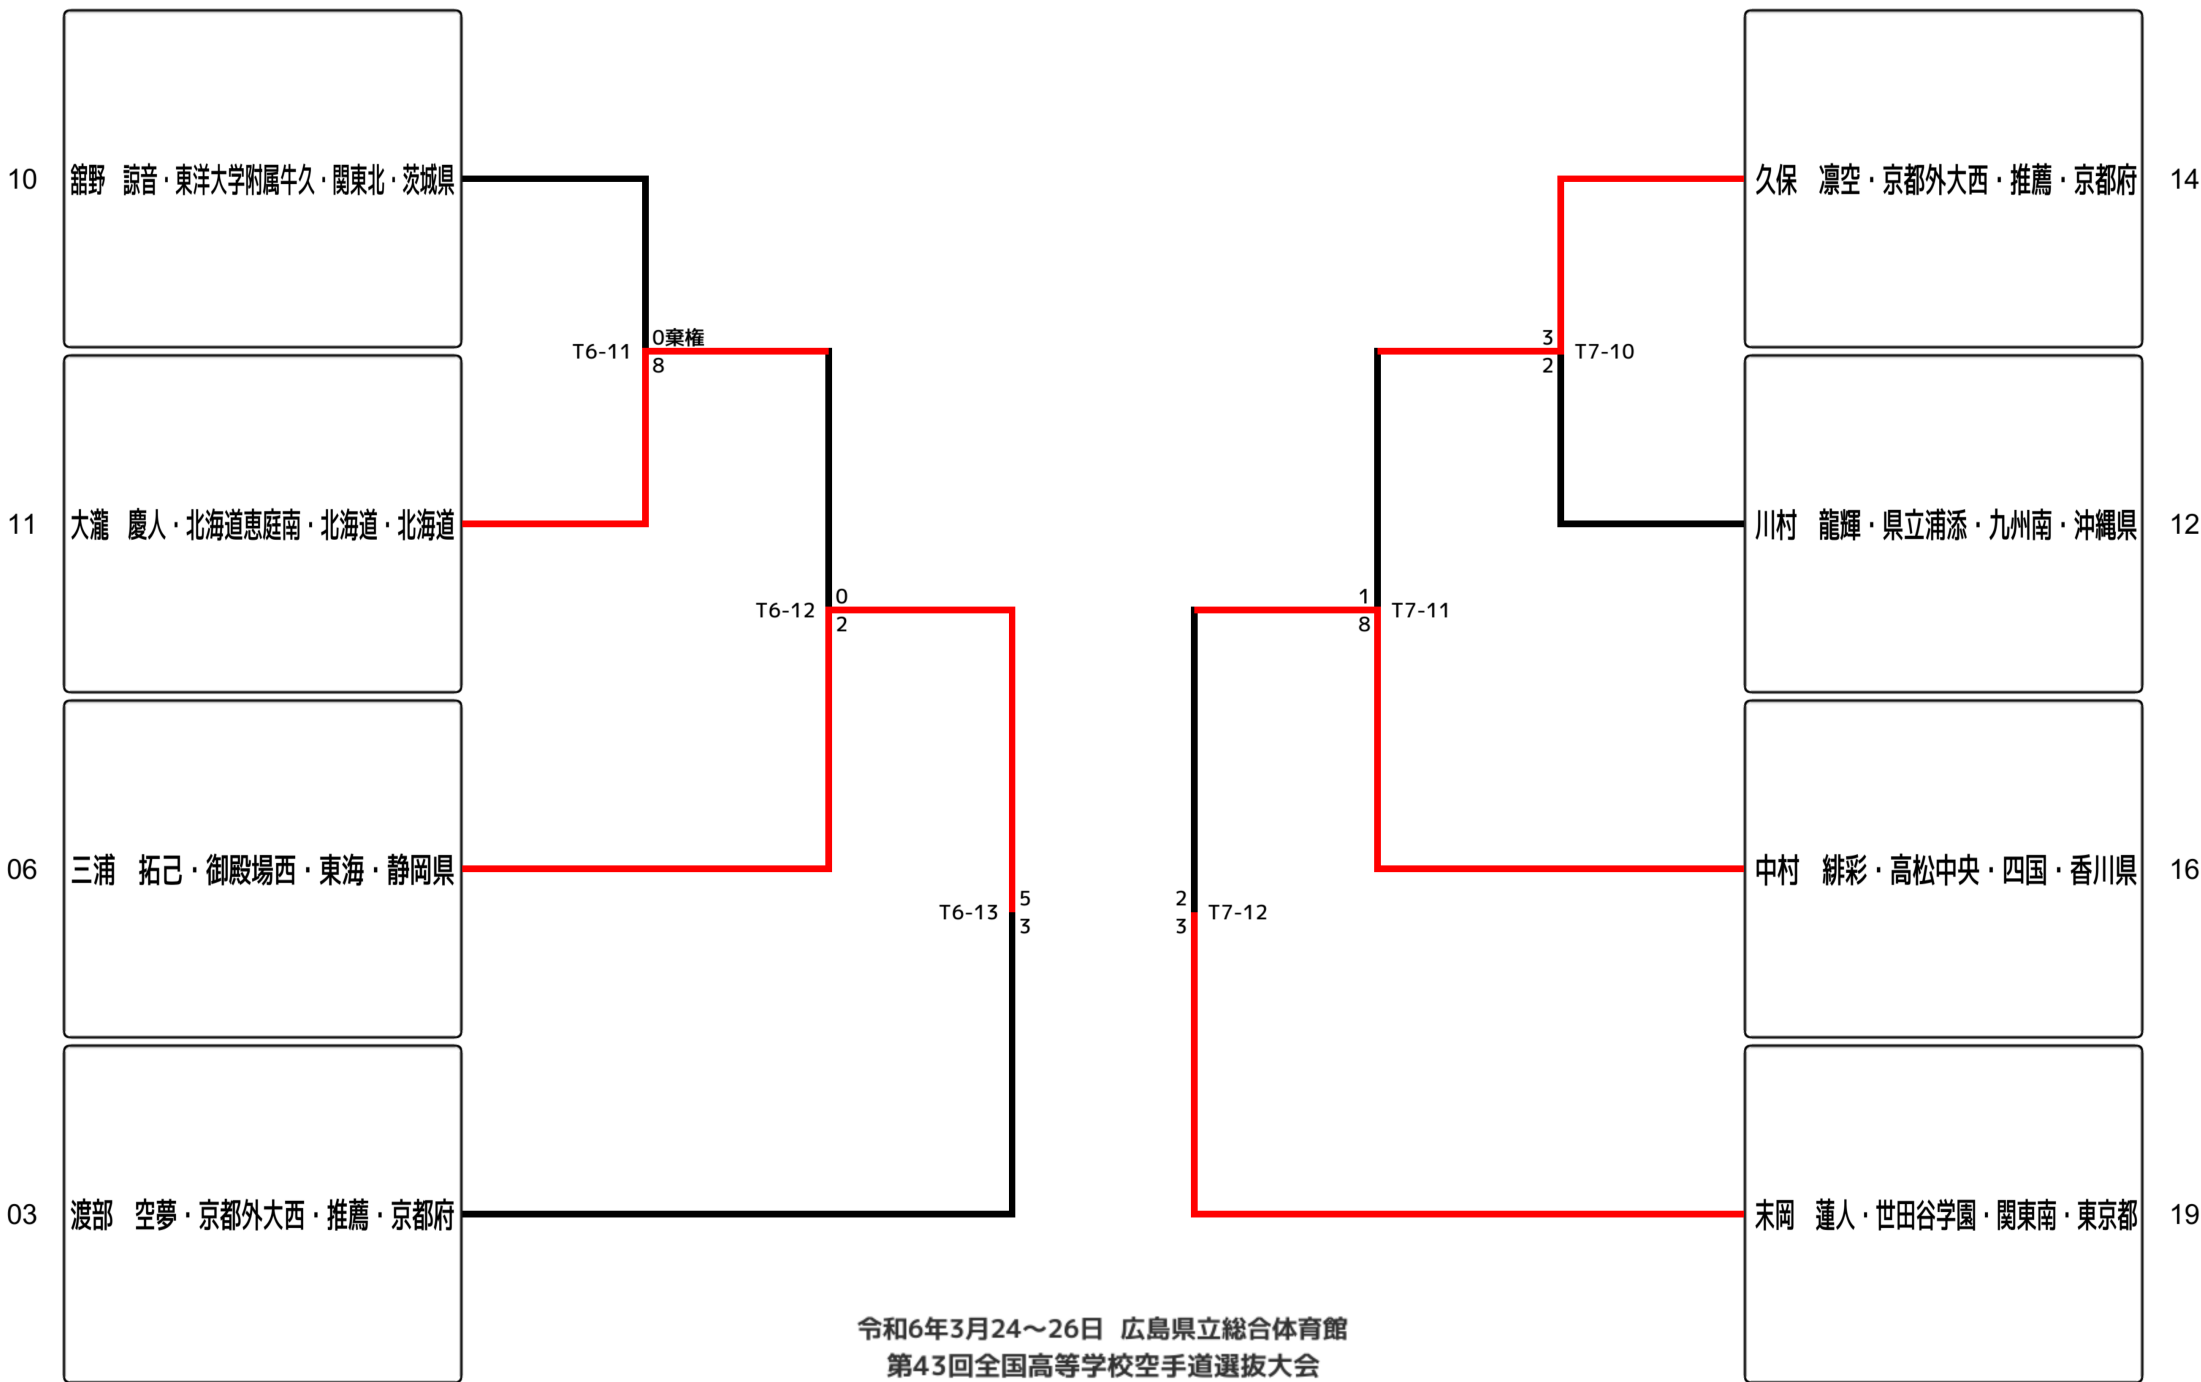 10 舘野　諒音・東洋大学附属牛久・関東北・茨城県
11 大瀧　慶人・北海道恵庭南・北海道・北海道
06 三浦　拓己・御殿場西・東海・静岡県
03 渡部　空夢・京都外大西・推薦・京都府
T6-11
0棄権
8
T6-12
0
2
T6-13
5
3
久保　凛空・京都外大西・推薦・京都府 14
川村　龍輝・県立浦添・九州南・沖縄県 12
中村　緋彩・高松中央・四国・香川県 16
末岡　蓮人・世田谷学園・関東南・東京都 19
3
2
T7-10
1
8
T7-11
2
3
T7-12
令和6年3月24～26日 広島県立総合体育館
第43回全国高等学校空手道選抜大会